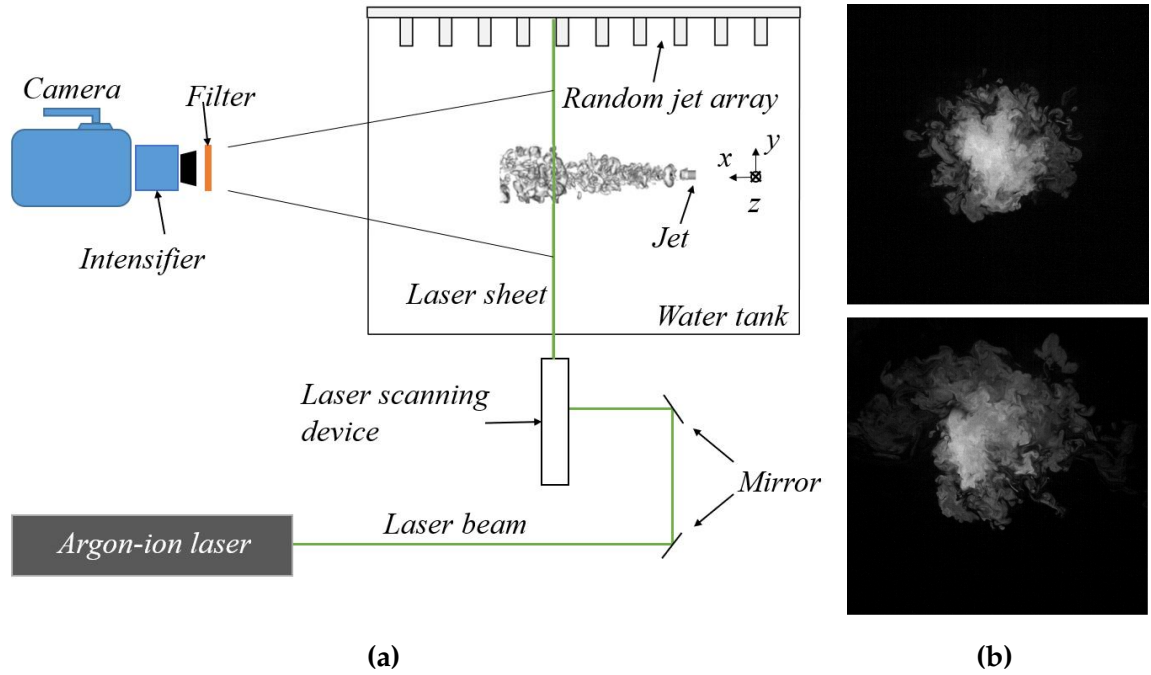 Camera
Filter
Random jet array
x
y
z
Jet
Intensifier
Laser sheet
Water tank
Laser scanning
device
Mirror
Laser beam
Argon-ion laser
(a)
(b)